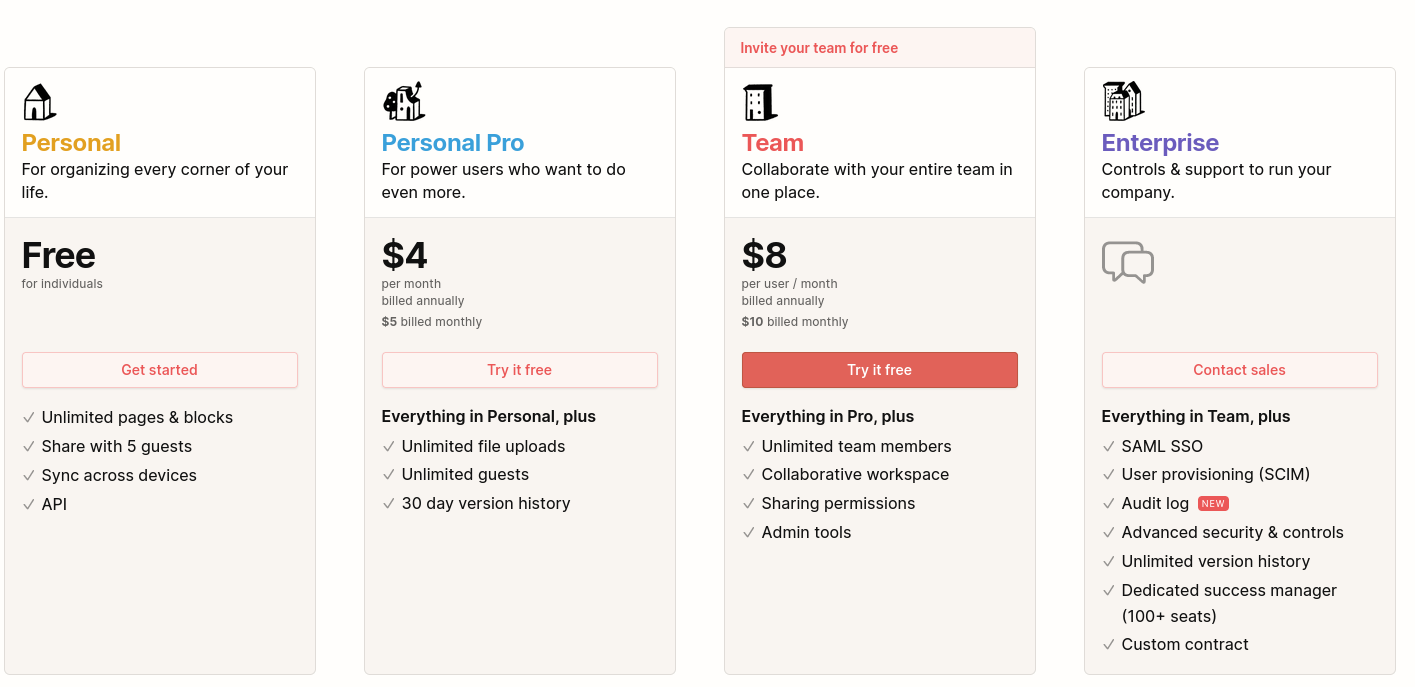 Personal
For organizing every corner of your
life.
Free
for individuals
Get started
Unlimited pages & blocks
Share with 5 guests
Sync across devices
API
Personal Pro
For power users who want to do
even more.
$4
per month
billed annually
$5 billed monthly
Try it free
Everything in Personal, plus
Unlimited file uploads
Unlimited guests
30 day version history
Invite your team for free
Team
Collaborate with your entire team in
one place.
$8
per user / month
billed annually
$10 billed monthly
Try it free
Everything in Pro, plus
Unlimited team members
Collaborative workspace
Sharing permissions
Admin tools
Enterprise
Controls & support to run your
company.
Contact sales
Everything in Team, plus
SAML SSO
User provisioning (SCIM)
Audit log NEW
Advanced security & controls
Unlimited version history
Dedicated success manager
(100+ seats)
Custom contract